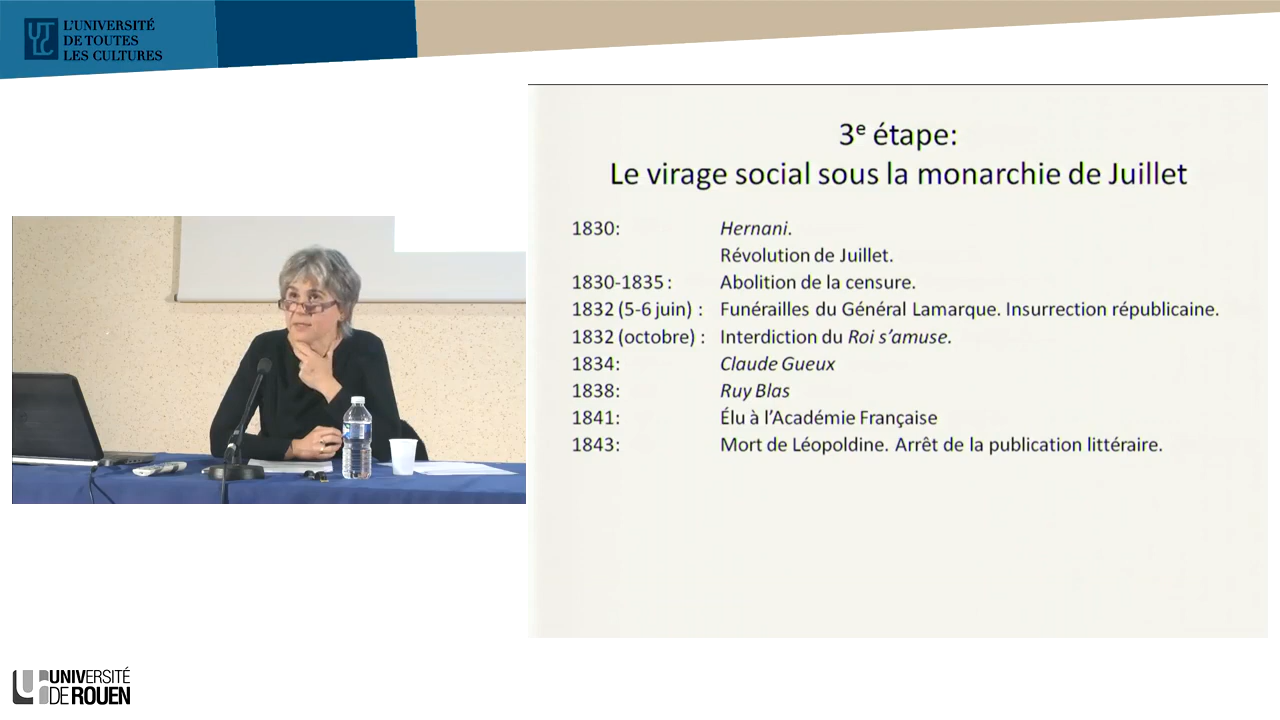 L'UNIVERSITÉ
DE TOUTES
LES CULTURES
3e étape:
Le virage social sous la monarchie de Juillet
1830: Hernani.
Révolution de Juillet.
1830-1835 : Abolition de la censure.
1832 (5-6 juin) : Funérailles du Général Lamarque. Insurrection républicaine.
1832 (octobre) : Interdiction du Roi s'amuse.
1834: Claude Gueux
1838: Ruy Blas
1841: Élu à l'Académie Française
1843: Mort de Léopoldine. Arrêt de la publication littéraire.
UNIVERSITÉ
DE ROUEN